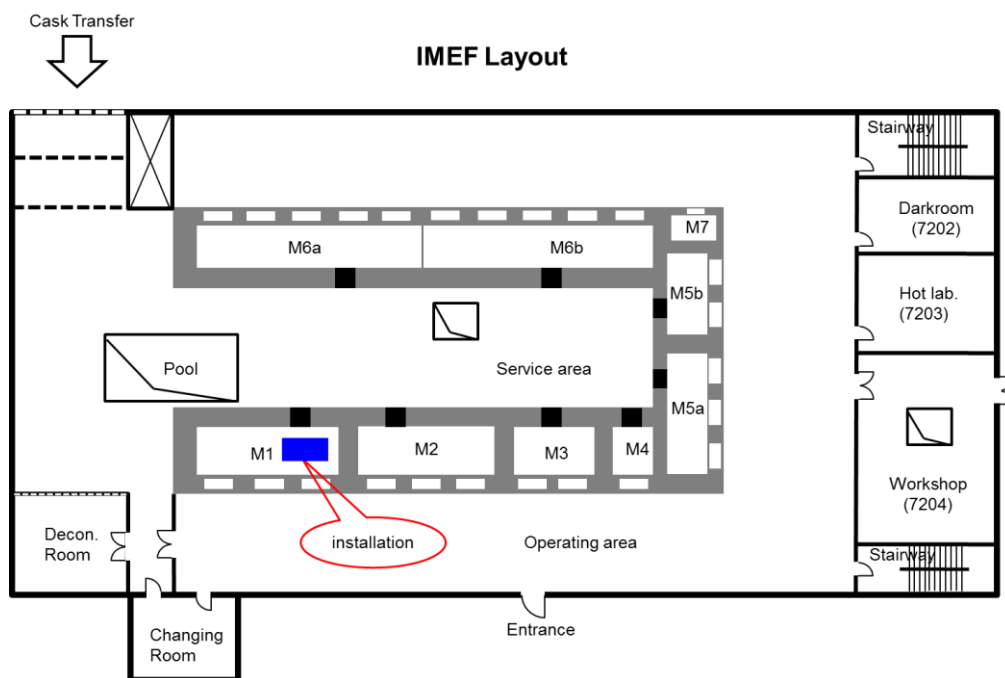 Cask Transfer
IMEF Layout
Stairway
Darkroom
(7202)
M7
M6a
M6b
M5b
Hot lab.
(7203)
Pool
Service area
M5a
M1
M2
M3
M4
Workshop
(7204)
Decon.
Room
installation
Operating area
Stairway
Entrance
Changing
Room